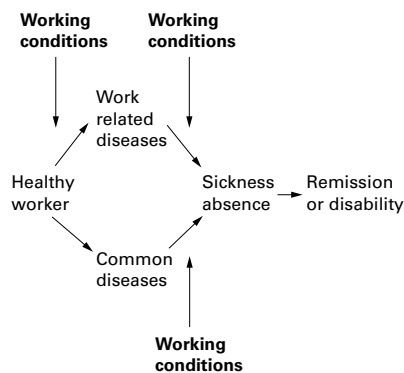 Working
conditions
Working
conditions
Work
related
diseases
Healthy
worker
Sickness
absence
Remission
or disability
Common
diseases
Working
conditions